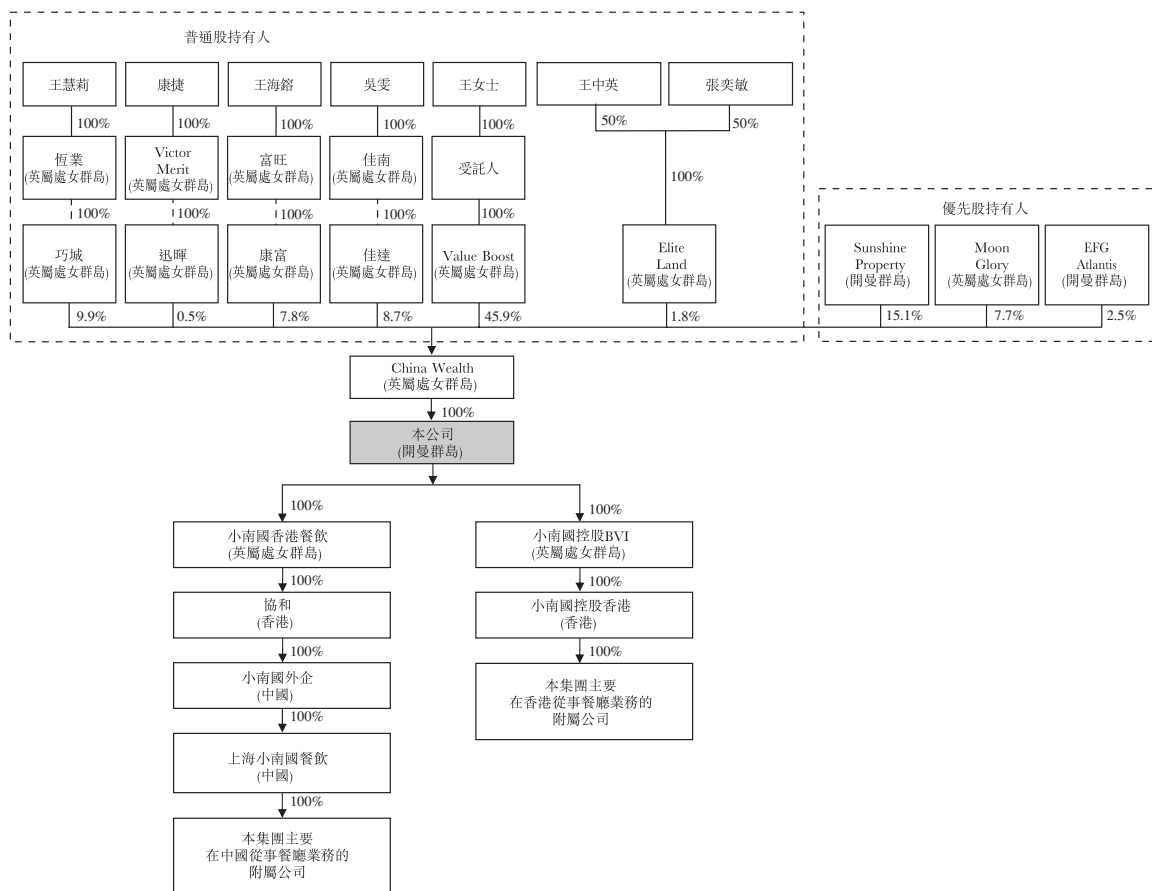 普通股持有人
王慧莉
康捷
王海鎔
吳雯
王女士
王中英
張奕敏
100%
100%
100%
100%
100%
50%
50%
恆業
(英屬處女群島)
Victor
Merit
(英屬處女群島)
富旺
(英屬處女群島)
佳南
(英屬處女群島)
受託人
100%
100%
100%
100%
100%
100%
優先股持有人
巧城
(英屬處女群島)
迅暉
(英屬處女群島)
康富
(英屬處女群島)
佳達
(英屬處女群島)
Value Boost
(英屬處女群島)
Elite
Land
(英屬處女群島)
Sunshine
Property
(開曼群島)
Moon
Glory
(英屬處女群島)
EFG
Atlantis
(開曼群島)
9.9%
0.5%
7.8%
8.7%
45.9%
1.8%
15.1%
7.7%
2.5%
China Wealth
(英屬處女群島)
100%
本公司
(開曼群島)
100%
100%
小南國香港餐飲
(英屬處女群島)
小南國控股BVI
(英屬處女群島)
100%
100%
協和
(香港)
小南國控股香港
(香港)
100%
100%
小南國外企
(中國)
本集團主要
在香港從事餐廳業務的
附屬公司
100%
上海小南國餐飲
(中國)
100%
本集團主要
在中國從事餐廳業務的
附屬公司